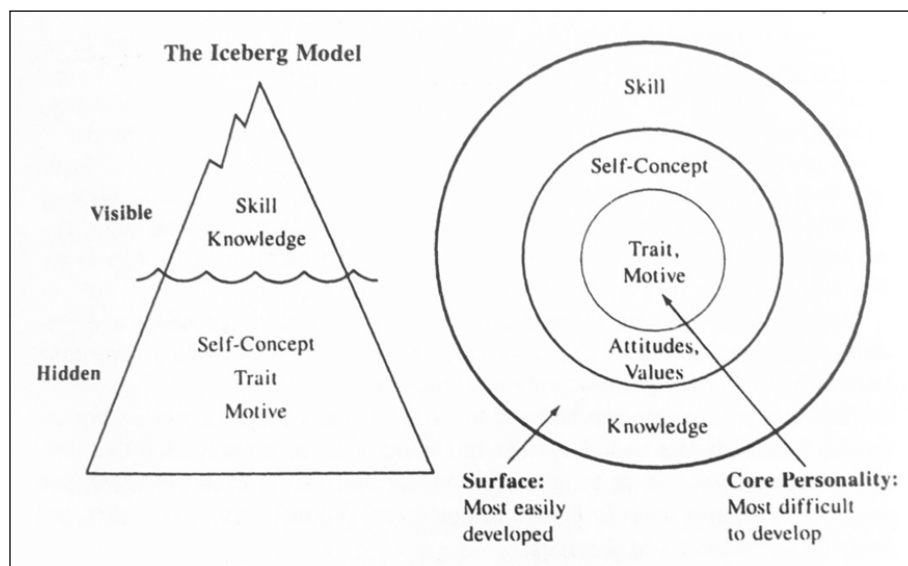 The Iceberg Model
Visible
Skill
Knowledge
Hidden
Self-Concept
Trait
Motive
Skill
Self-Concept
Trait,
Motive
Attitudes,
Values
Knowledge
Surface:
Most easily
developed
Core Personality:
Most difficult
to develop